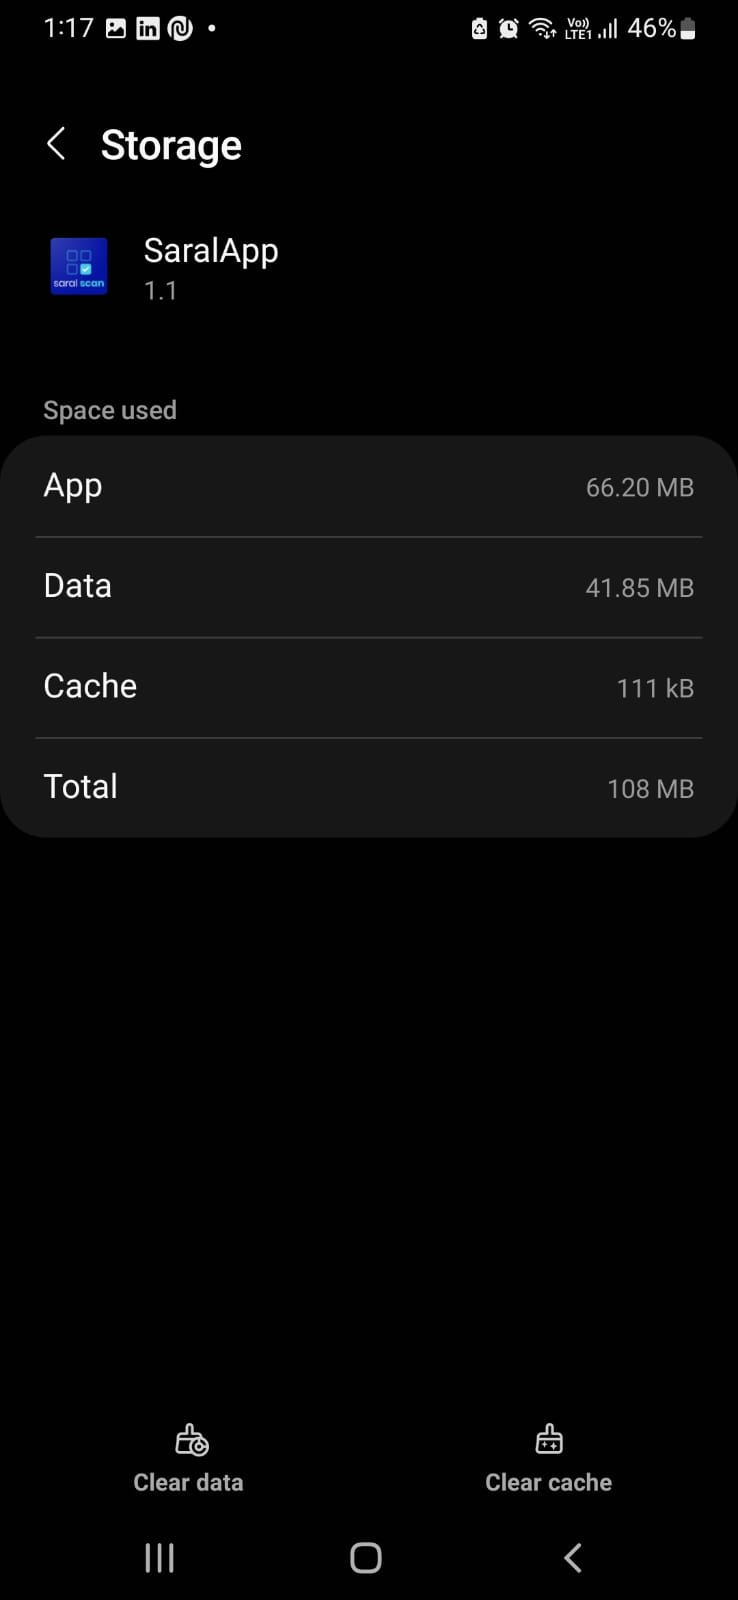 1:17 in Vo)) LTE1 46%
Storage
SaralApp
saral scan
1.1
Space used
App 66.20 MB
Data 41.85 MB
Cache 111 kB
Total 108 MB
Clear data Clear cache